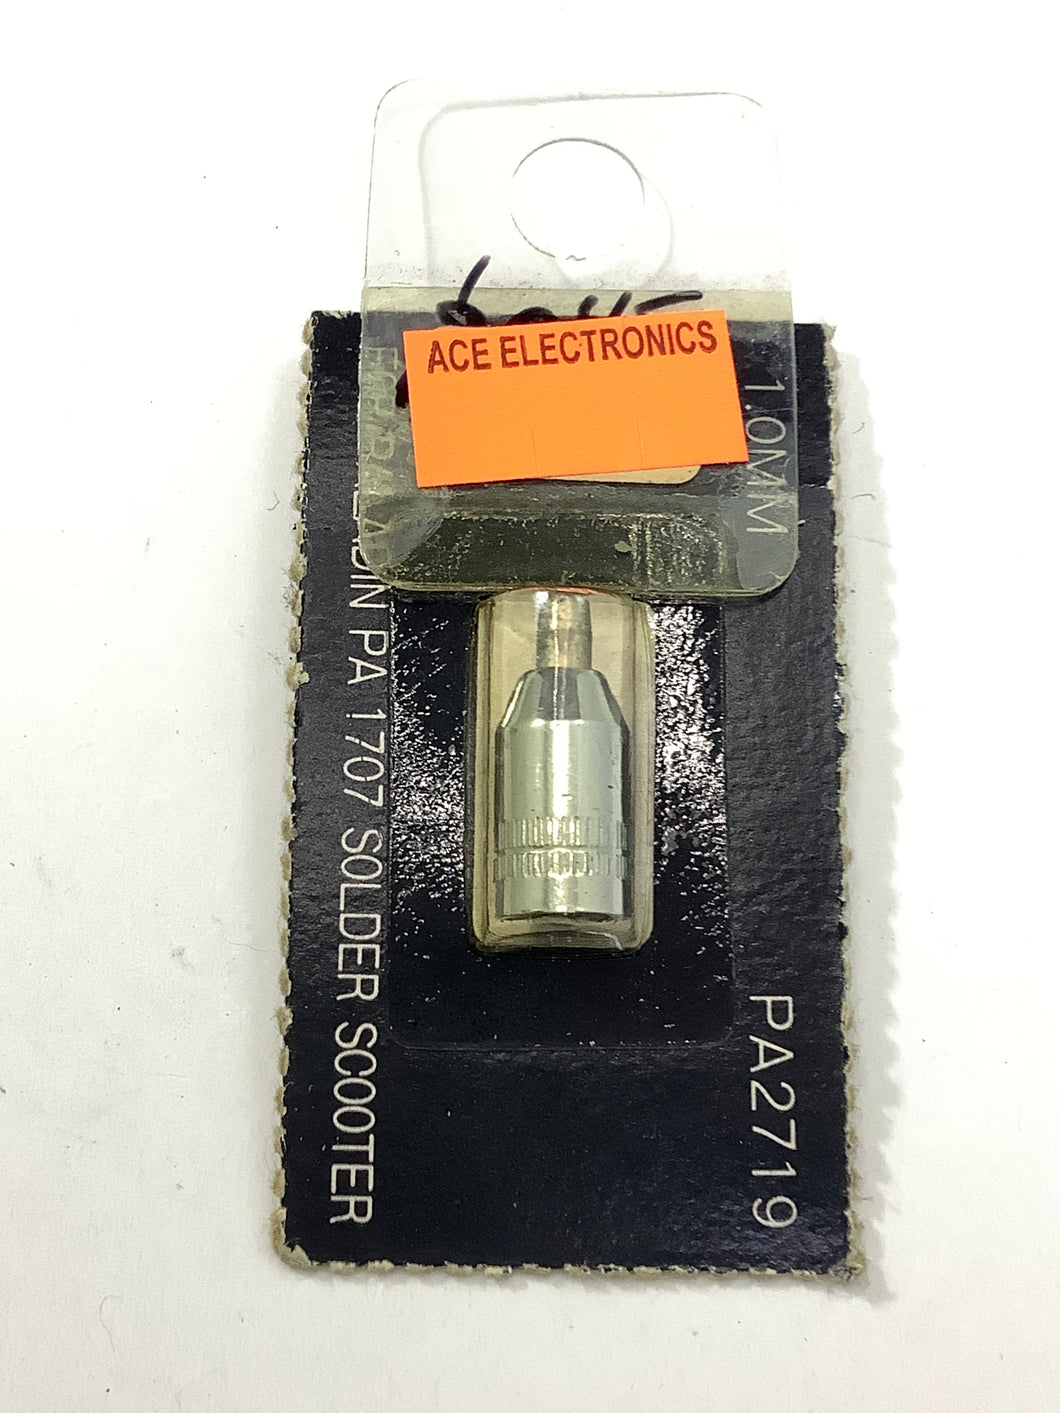 ACE ELECTRONICS
1.0MM
PA2719
PA 1707 SOLDER SCOOTER